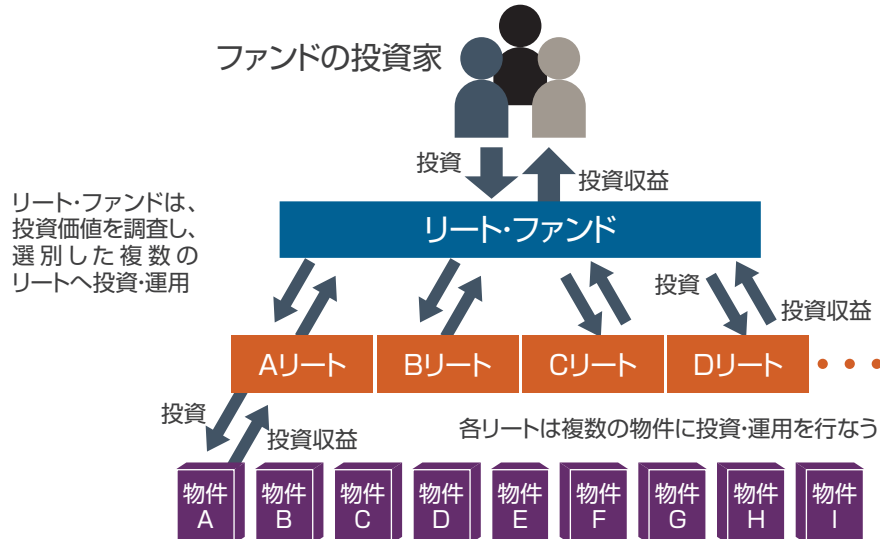 ファンドの投資家
投資
投資収益
リート・ファンドは、
投資価値を調査し、
選別した複数の
リートへ投資・運用
リート・ファンド
投資
投資収益
Aリート
Bリート
Cリート
Dリート
・・・
投資
投資収益
各リートは複数の物件に投資・運用を行なう
物件
A
物件
B
物件
C
物件
D
物件
E
物件
F
物件
G
物件
H
物件
I